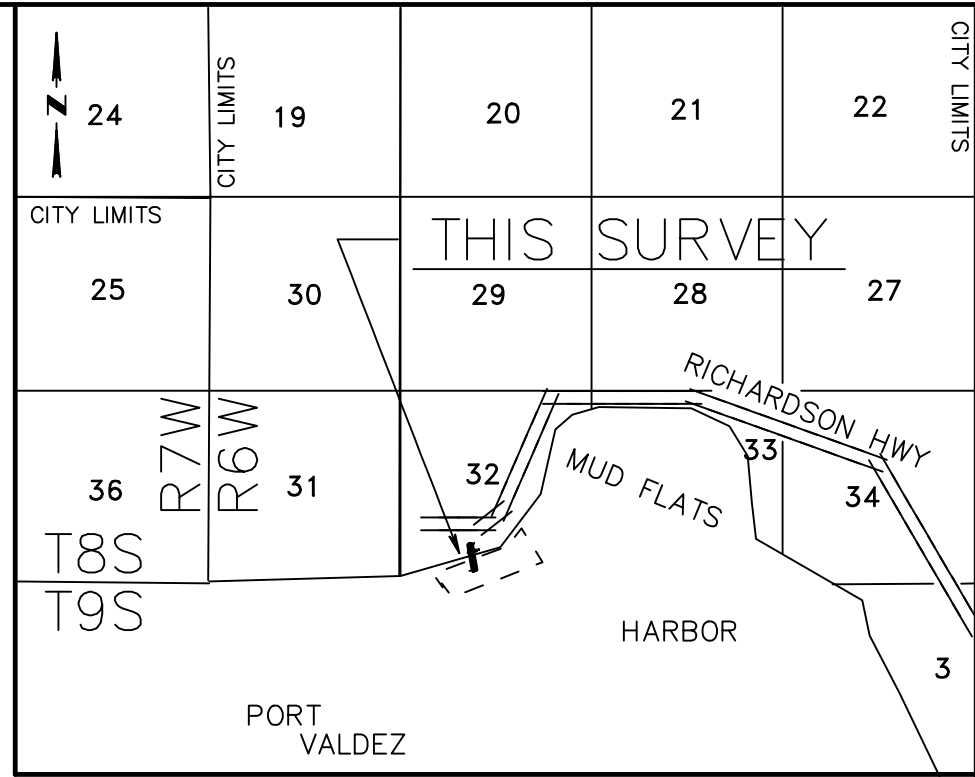 N
24
CITY LIMITS
19
20
21
22
CITY LIMITS
CITY LIMITS
THIS SURVEY
25
30
29
28
27
RICHARDSON HWY
R7W
R6W
36
31
32
MUD FLATS
33
34
T8S
T9S
HARBOR
3
PORT
VALDEZ